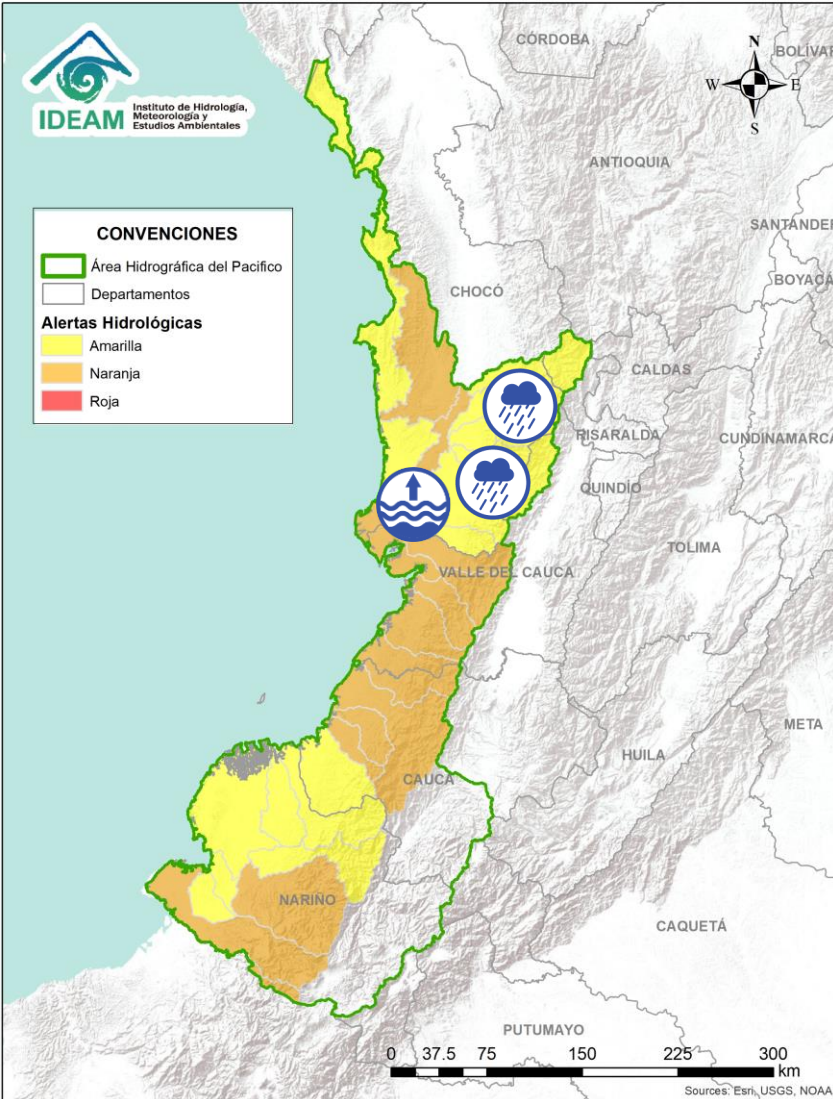 IDEAM
Instituto de Hidrología,
Meteorología y
Estudios Ambientales
N
W E
S
CONVENCIONES
Área Hidrográfica del Pacifico
Departamentos
Alertas Hidrológicas
Amarilla
Naranja
Roja
CÓRDOBA
BOLÍVAR
ANTIOQUIA
SANTANDER
BOYACÁ
CHOCÓ
CALDAS
RISARALDA
CUNDINAMARCA
QUINDÍO
TOLIMA
VALLE DEL CAUCA
META
HUILA
CAUCA
NARIÑO
CAQUETÁ
PUTUMAYO
0 37.5 75 150 225 300
km
Sources: Esri, USGS, NOAA